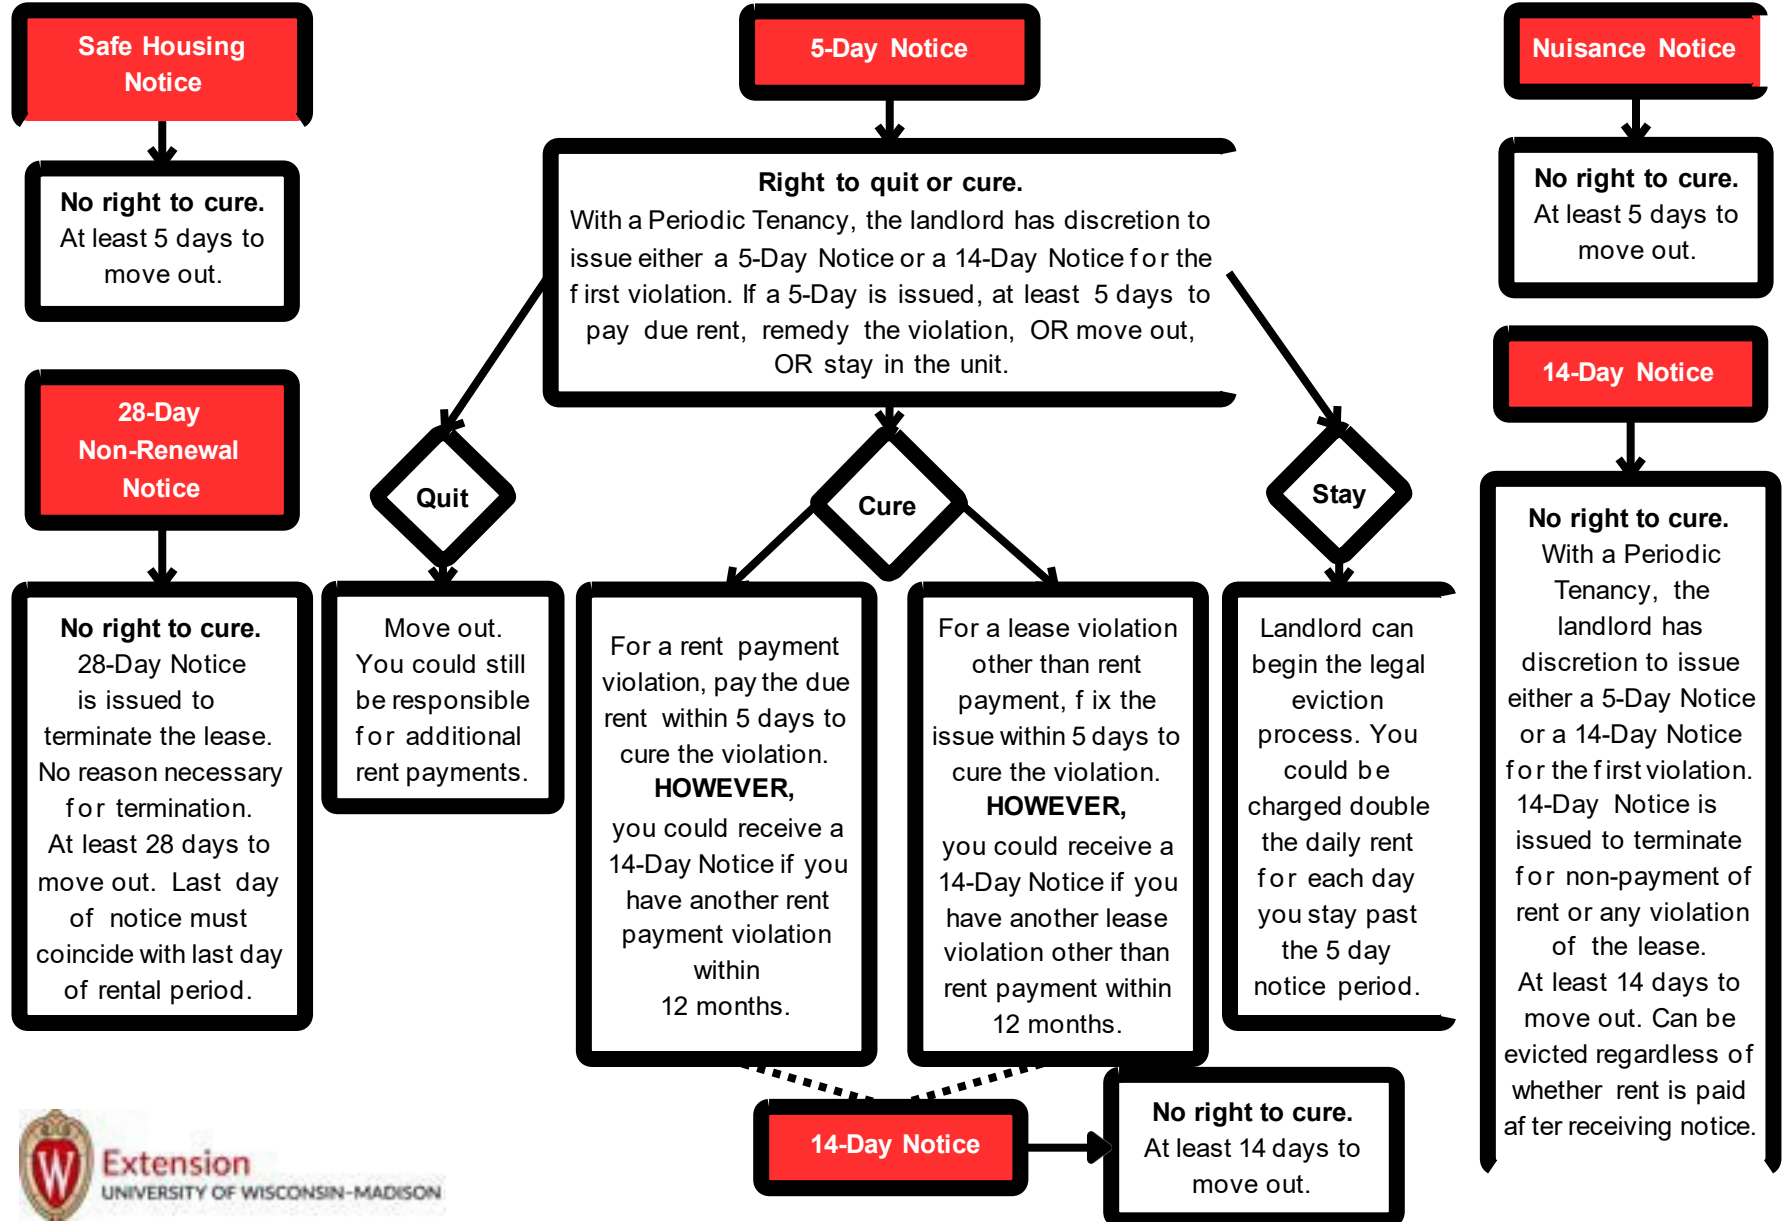 Safe Housing
Notice
No right to cure.
At least 5 days to
move out.
28-Day
Non-Renewal
Notice
No right to cure.
28-Day Notice
is issued to
terminate the lease.
No reason necessary
for termination.
At least 28 days to
move out. Last day
of notice must
coincide with last day
of rental period.
5-Day Notice
Right to quit or cure.
With a Periodic Tenancy, the landlord has discretion to
issue either a 5-Day Notice or a 14-Day Notice for the
first violation. If a 5-Day is issued, at least 5 days to
pay due rent, remedy the violation, OR move out,
OR stay in the unit.
Quit
Move out.
You could still
be responsible
for additional
rent payments.
Cure
For a rent payment
violation, pay the due
rent within 5 days to
cure the violation.
HOWEVER,
you could receive a
14-Day Notice if you
have another rent
payment violation
within
12 months.
For a lease violation
other than rent
payment, fix the
issue within 5 days to
cure the violation.
HOWEVER,
you could receive a
14-Day Notice if you
have another lease
violation other than
rent payment within
12 months.
Stay
Landlord can
begin the legal
eviction
process. You
could be
charged double
the daily rent
for each day
you stay past
the 5 day
notice period.
14-Day Notice
No right to cure.
At least 14 days to
move out.
Nuisance Notice
No right to cure.
At least 5 days to
move out.
14-Day Notice
No right to cure.
With a Periodic
Tenancy, the
landlord has
discretion to issue
either a 5-Day Notice
or a 14-Day Notice
for the first violation.
14-Day Notice is
issued to terminate
for non-payment of
rent or any violation
of the lease.
At least 14 days to
move out. Can be
evicted regardless of
whether rent is paid
after receiving notice.
W
Extension
UNIVERSITY OF WISCONSIN-MADISON